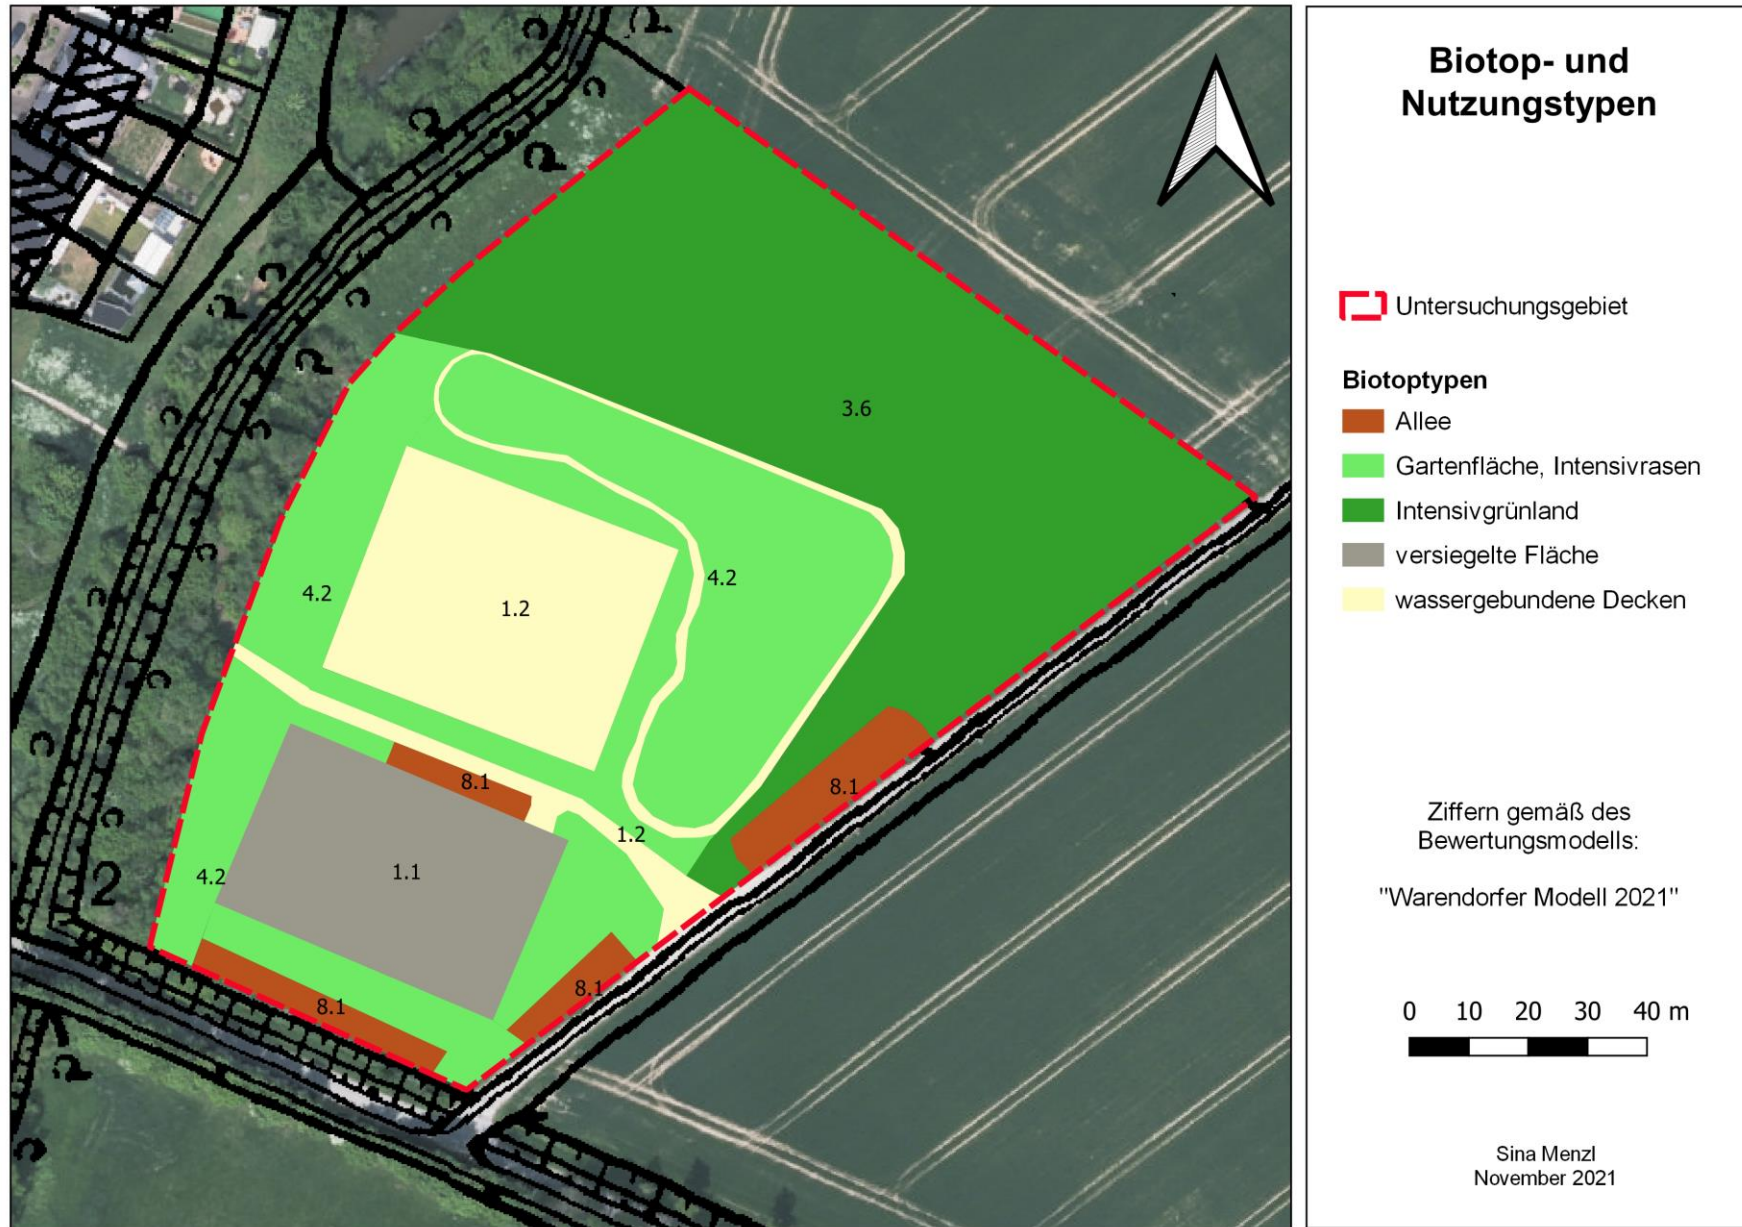 Biotop- und
Nutzungstypen
Untersuchungsgebiet
Biotoptypen
Allee
Gartenfläche, Intensivrasen
Intensivgrünland
versiegelte Fläche
wassergebundene Decken
Ziffern gemäß des
Bewertungsmodells:
"Warendorfer Modell 2021"
0 10 20 30 40 m
Sina Menzl
November 2021
3.6
4.2
4.2
1.2
8.1
8.1
1.2
4.2
1.1
2
8.1
8.1